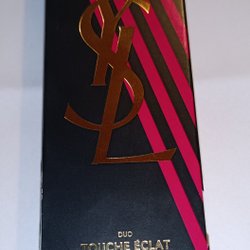 YSL
DUO
TOUCHE ÉCLAT